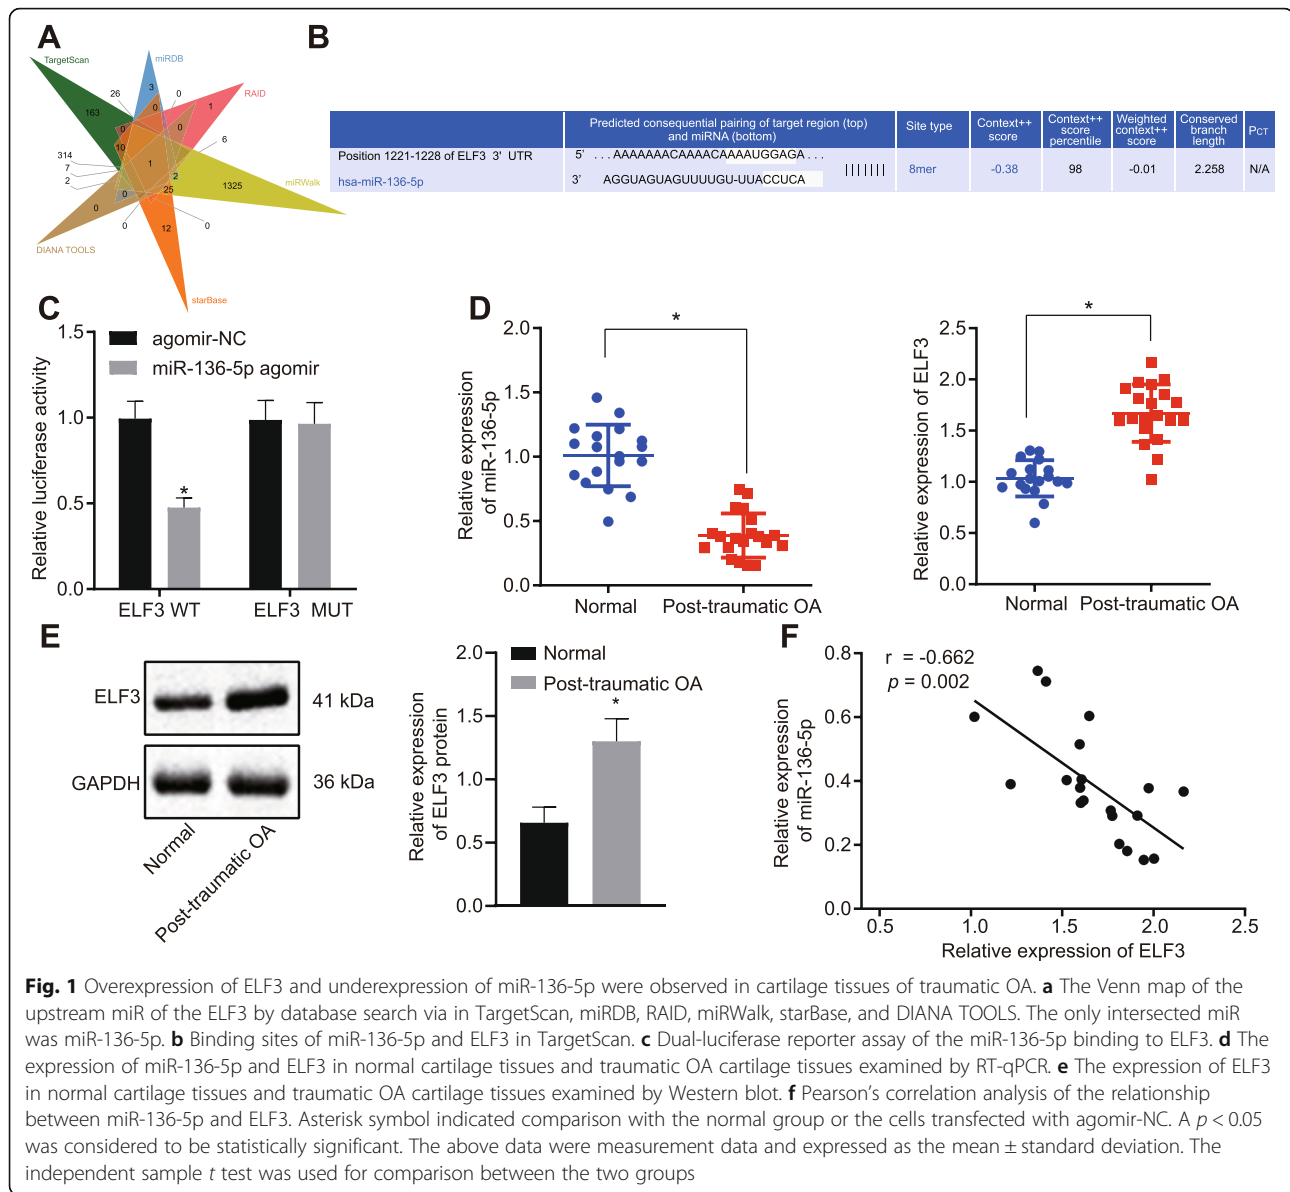 A
TargetScan
miRDB
RAID
miRWalk
starBase
DIANA TOOLS
163
26
3
0
0
1
0
0
6
10
314
7
2
1
2
25
1325
0
0
0
0
12
B
Predicted consequential pairing of target region (top) and miRNA (bottom)
Site type
Context++ score
Context++ score percentile
Weighted context++ score
Conserved branch length
PCT
Position 1221-1228 of ELF3 3' UTR
5' ...AAAAAAACAAAACAAAAUGGAGA...
hsa-miR-136-5p
3' AGGUAGUAGUUUUGU-UUACCUCA
8mer
-0.38
98
-0.01
2.258
N/A
C
Relative luciferase activity
1.5
1.0
0.5
0.0
agomir-NC
miR-136-5p agomir
*
ELF3 WT
ELF3 MUT
D
Relative expression
of miR-136-5p
2.0
1.5
1.0
0.5
0.0
*
Normal
Post-traumatic OA
Relative expression of ELF3
2.5
2.0
1.5
1.0
0.5
0.0
*
Normal
Post-traumatic OA
E
ELF3
41 kDa
GAPDH
36 kDa
Normal
Post-traumatic OA
Relative expression
of ELF3 protein
2.0
1.5
1.0
0.5
0.0
Normal
Post-traumatic OA
*
F
Relative expression
of miR-136-5p
0.8
0.6
0.4
0.2
0.0
r = -0.662
p = 0.002
0.5
1.0
1.5
2.0
2.5
Relative expression of ELF3
Fig. 1 Overexpression of ELF3 and underexpression of miR-136-5p were observed in cartilage tissues of traumatic OA. a The Venn map of the
upstream miR of the ELF3 by database search via in TargetScan, miRDB, RAID, miRWalk, starBase, and DIANA TOOLS. The only intersected miR
was miR-136-5p. b Binding sites of miR-136-5p and ELF3 in TargetScan. c Dual-luciferase reporter assay of the miR-136-5p binding to ELF3. d The
expression of miR-136-5p and ELF3 in normal cartilage tissues and traumatic OA cartilage tissues examined by RT-qPCR. e The expression of ELF3
in normal cartilage tissues and traumatic OA cartilage tissues examined by Western blot. f Pearson's correlation analysis of the relationship
between miR-136-5p and ELF3. Asterisk symbol indicated comparison with the normal group or the cells transfected with agomir-NC. A p < 0.05
was considered to be statistically significant. The above data were measurement data and expressed as the mean ± standard deviation. The
independent sample t test was used for comparison between the two groups